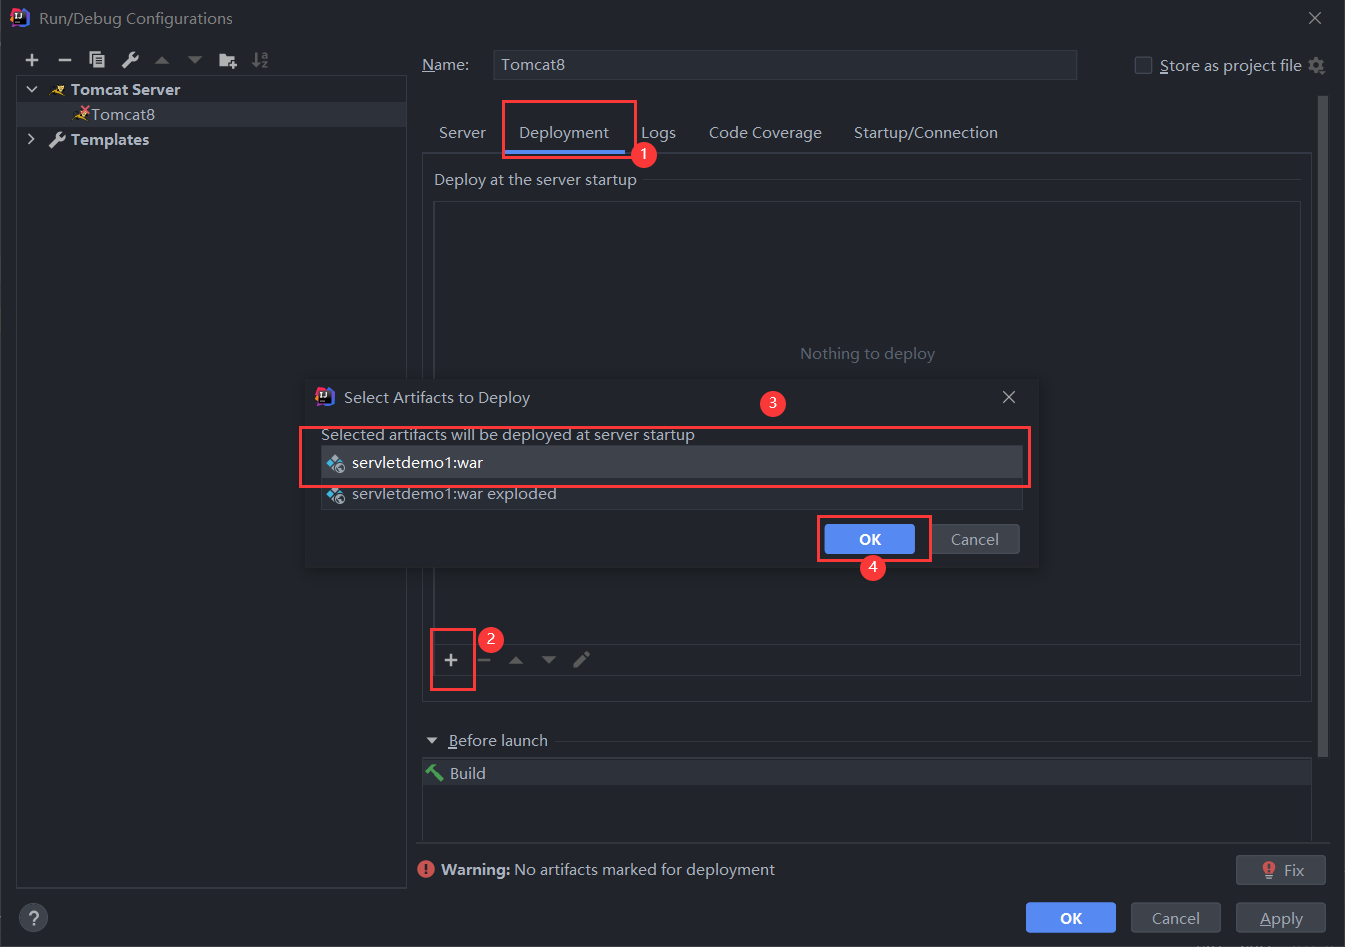 Run/Debug Configurations
Name: Tomcat8
Store as project file
Tomcat Server
Tomcat8
Templates
Server Deployment Logs Code Coverage Startup/Connection
1
Deploy at the server startup
Nothing to deploy
Select Artifacts to Deploy
3
Selected artifacts will be deployed at server startup
servletdemo1:war
servletdemo1:war exploded
OK Cancel
4
2
Before launch
Build
Warning: No artifacts marked for deployment
Fix
? OK Cancel Apply